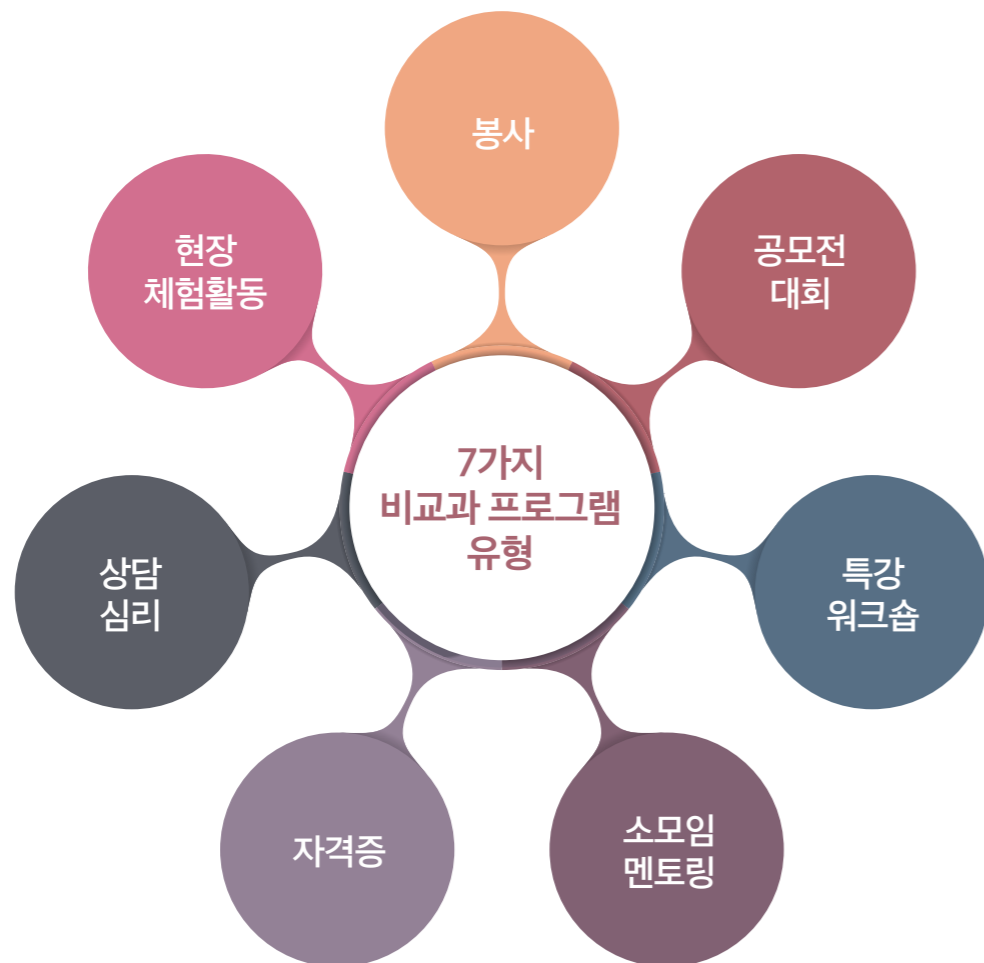 7가지
비교과 프로그램
유형
봉사
공모전
대회
특강
워크숍
소모임
멘토링
자격증
상담
심리
현장
체험활동